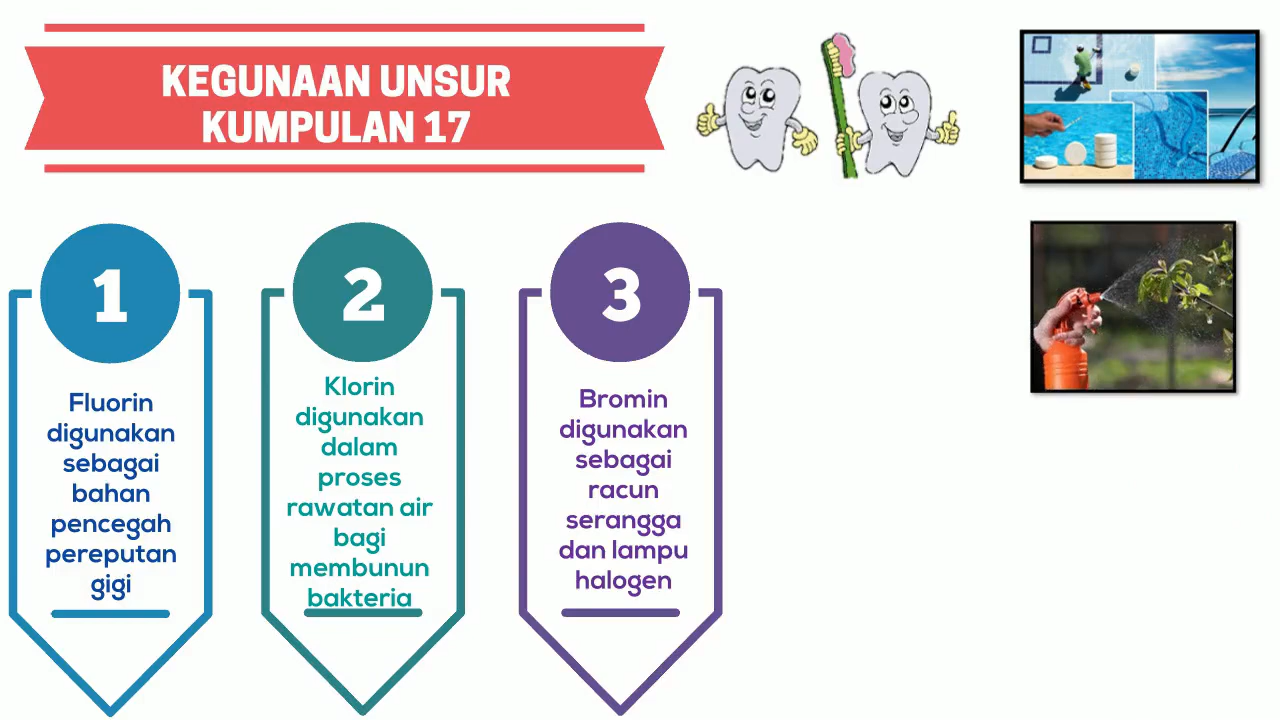 KEGUNAAN UNSUR
KUMPULAN 17
1
Fluorin
digunakan
sebagai
bahan
pencegah
pereputan
gigi
2
Klorin
digunakan
dalam
proses
rawatan air
bagi
membunun
bakteria
3
Bromin
digunakan
sebagai
racun
serangga
dan lampu
halogen